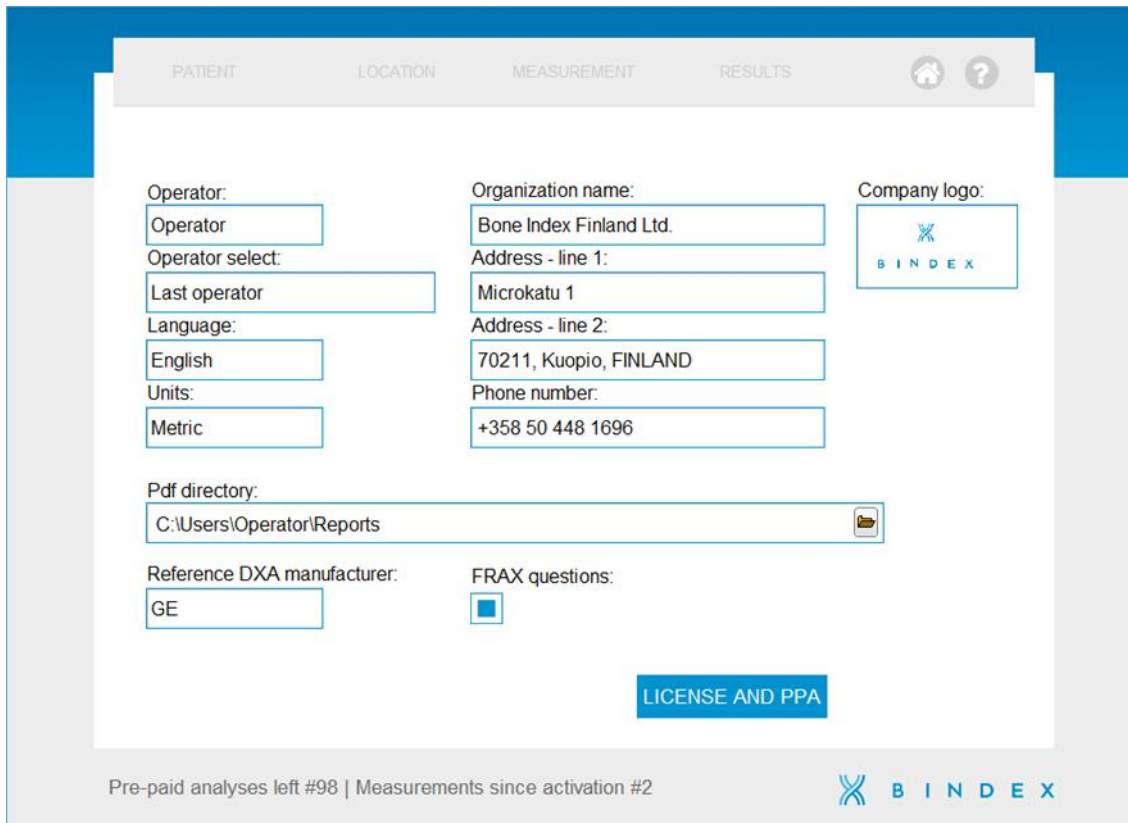 PATIENT LOCATION MEASUREMENT RESULTS ?
Operator:
Operator
Operator select:
Last operator
Language:
English
Units:
Metric
Organization name:
Bone Index Finland Ltd.
Address - line 1:
Microkatu 1
Address - line 2:
70211, Kuopio, FINLAND
Phone number:
+358 50 448 1696
Company logo:
BINDEX
Pdf directory:
C:\Users\Operator\Reports
Reference DXA manufacturer:
GE
FRAX questions:
LICENSE AND PPA
Pre-paid analyses left #98 | Measurements since activation #2
BINDEX